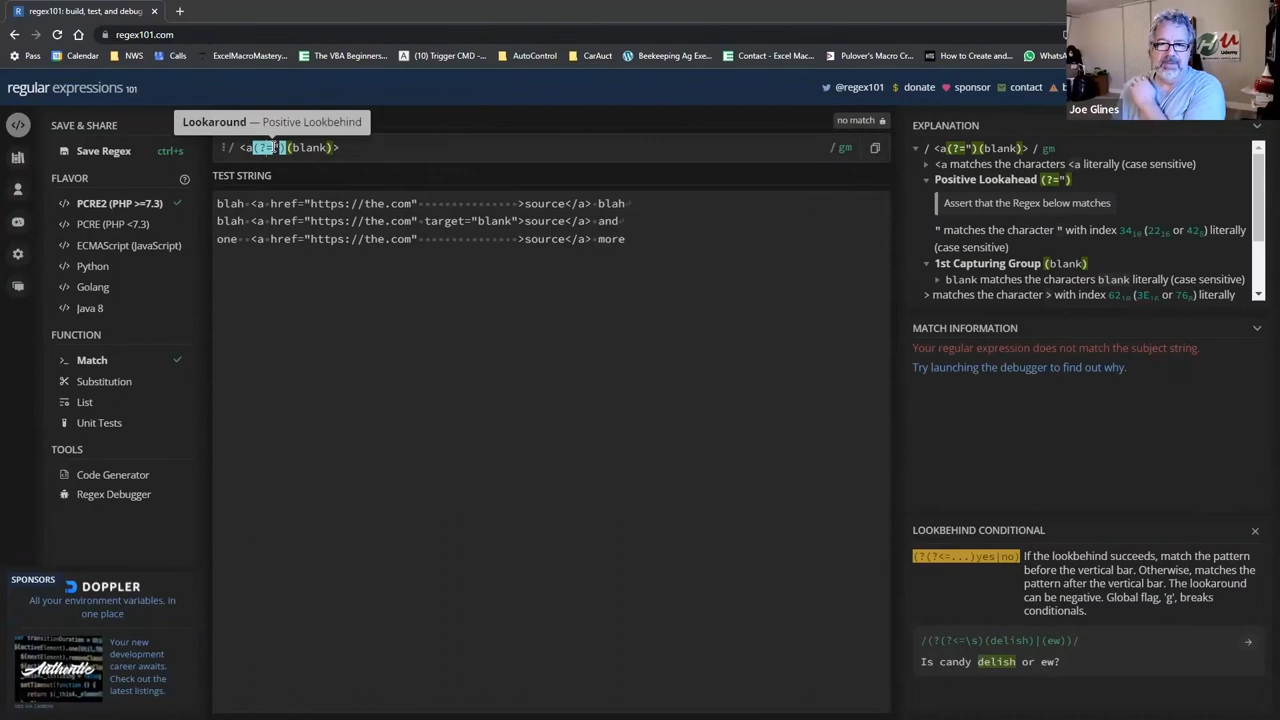 regex101: build, test, and debug
regex101.com
Pass
Calendar
NWS
Calls
ExcelMacroMastery...
The VBA Beginners...
(10) Trigger CMD -...
AutoControl
CarAuct
Beekeeping Ag Exe...
Contact - Excel Mac...
Pulover's Macro Cr...
How to Create and...
Joe Glines
regular expressions 101
@regex101
donate
sponsor
contact
Lookaround — Positive Lookbehind
no match
/ <a(?=")(blank)>
/ gm
SAVE & SHARE
Save Regex
ctrl+s
FLAVOR
PCRE2 (PHP >=7.3)
PCRE (PHP <7.3)
ECMAScript (JavaScript)
Python
Golang
Java 8
FUNCTION
Match
Substitution
List
Unit Tests
TOOLS
Code Generator
Regex Debugger
SPONSORS
DOPPLER
All your environment variables, in
one place
Authentic
Your new
development
career awaits.
Check out the
latest listings.
TEST STRING
blah·<a·href="https://the.com"···············>source</a>·blah
blah·<a·href="https://the.com"·target="blank">source</a>·and
one··<a·href="https://the.com"···············>source</a>·more
EXPLANATION
/ <a(?=")(blank)> / gm
<a matches the characters <a literally (case sensitive)
Positive Lookahead (?=")
Assert that the Regex below matches
" matches the character " with index 34₁₀ (22₁₆ or 42₈) literally
(case sensitive)
1st Capturing Group (blank)
blank matches the characters blank literally (case sensitive)
> matches the character > with index 62₁₀ (3E₁₆ or 76₈) literally
MATCH INFORMATION
Your regular expression does not match the subject string.
Try launching the debugger to find out why.
LOOKBEHIND CONDITIONAL
(?(?<=...)yes|no)
If the lookbehind succeeds, match the pattern
before the vertical bar. Otherwise, matches the
pattern after the vertical bar. The lookaround
can be negative. Global flag, 'g', breaks
conditionals.
/(?(?<=\s)(delish)|(ew))/
Is candy delish or ew?